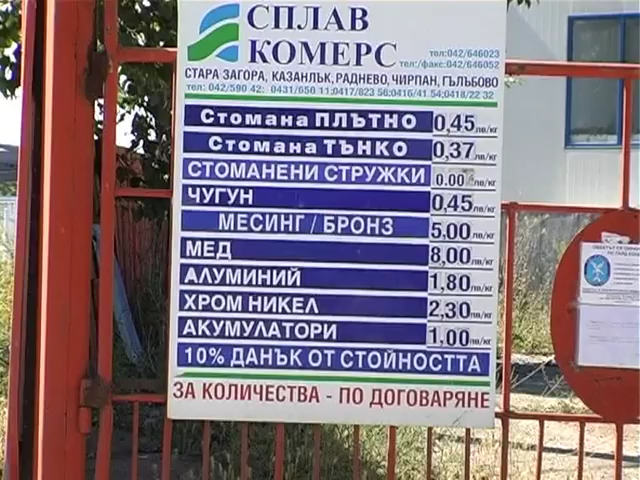 СПЛАВ
КОМЕРС
тел:042/646023
тел:/факс:042/646052
СТАРА ЗАГОРА, КАЗАНЛЪК, РАДНЕВО, ЧИРПАН, ГЪЛЪБОВО
Стомана ПЛЪТНО 0,45 лв/кг
Стомана ТЪНКО 0,37 лв/кг
СТОМАНЕНИ СТРУЖКИ 0.00 лв/кг
ЧУГУН 0,45 лв/кг
МЕСИНГ / БРОНЗ 5,00 лв/кг
МЕД 8,00 лв/кг
АЛУМИНИЙ 1,80 лв/кг
ХРОМ НИКЕЛ 2,30 лв/кг
АКУМУЛАТОРИ 1,00 лв/кг
10% ДАНЪК ОТ СТОЙНОСТТА
ЗА КОЛИЧЕСТВА - ПО ДОГОВАРЯНЕ